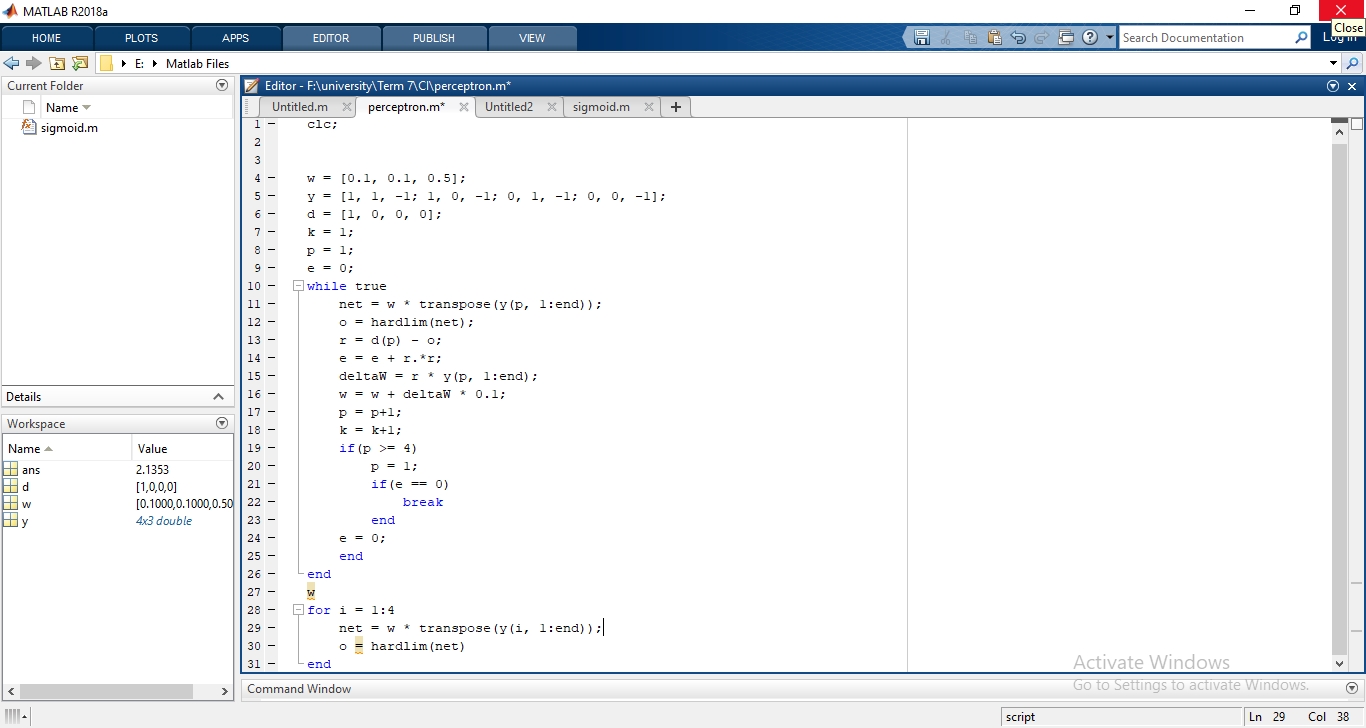 MATLAB R2018a
Close
HOME PLOTS APPS EDITOR PUBLISH VIEW
Search Documentation
Log In
E: Matlab Files
Current Folder
Name
sigmoid.m
Details
Workspace
Name Value
ans 2.1353
d [1,0,0,0]
w [0.1000,0.1000,0.50
y 4x3 double
Editor - F:\university\Term 7\CI\perceptron.m*
Untitled.m perceptron.m* Untitled2 sigmoid.m +
1 - clc;
2
3
4 - w = [0.1, 0.1, 0.5];
5 - y = [1, 1, -1; 1, 0, -1; 0, 1, -1; 0, 0, -1];
6 - d = [1, 0, 0, 0];
7 - k = 1;
8 - p = 1;
9 - e = 0;
10 - while true
11 - net = w * transpose(y(p, 1:end));
12 - o = hardlim(net);
13 - r = d(p) - o;
14 - e = e + r.*r;
15 - deltaW = r * y(p, 1:end);
16 - w = w + deltaW * 0.1;
17 - p = p+1;
18 - k = k+1;
19 - if(p >= 4)
20 - p = 1;
21 - if(e == 0)
22 - break
23 - end
24 - e = 0;
25 - end
26 - end
27 - w
28 - for i = 1:4
29 - net = w * transpose(y(i, 1:end));
30 - o = hardlim(net)
31 - end
Activate Windows
Go to Settings to activate Windows.
Command Window
script
Ln 29 Col 38